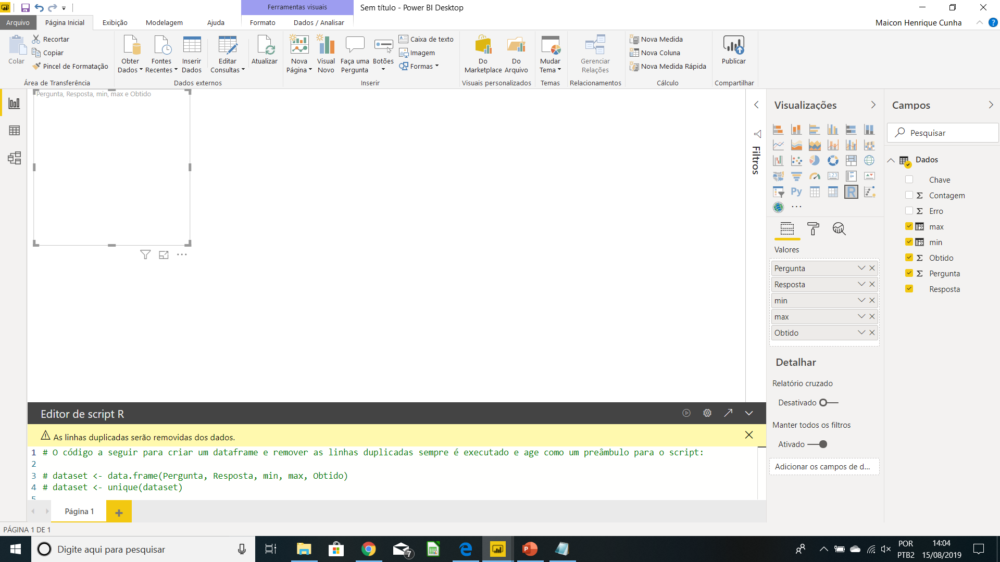 Ferramentas visuais
Sem título - Power BI Desktop
Arquivo
Página Inicial
Exibição
Modelagem
Ajuda
Formato
Dados / Analisar
Maicon Henrique Cunha
?
Colar
Recortar
Copiar
Pincel de Formatação
Área de Transferência
Obter Dados
Fontes Recentes
Inserir Dados
Editar Consultas
Atualizar
Dados externos
Nova Página
Visual Novo
Faça uma Pergunta
Botões
Caixa de texto
Imagem
Formas
Inserir
Do Marketplace
Do Arquivo
Visuais personalizados
Mudar Tema
Temas
Gerenciar Relações
Relacionamentos
Nova Medida
Nova Coluna
Nova Medida Rápida
Cálculo
Publicar
Compartilhar
Pergunta, Resposta, min, max e Obtido
Filtros
Visualizações
123
Py
R
Valores
Pergunta
Resposta
min
max
Obtido
Detalhar
Relatório cruzado
Desativado
Manter todos os filtros
Ativado
Adicionar os campos de d...
Campos
Pesquisar
Dados
Chave
Contagem
Erro
max
min
Obtido
Pergunta
Resposta
Editor de script R
As linhas duplicadas serão removidas dos dados.
1 # O código a seguir para criar um dataframe e remover as linhas duplicadas sempre é executado e age como um preâmbulo para o script:
2
3 # dataset <- data.frame(Pergunta, Resposta, min, max, Obtido)
4 # dataset <- unique(dataset)
5
Página 1
PÁGINA 1 DE 1
Digite aqui para pesquisar
7
POR
PTB2
14:04
15/08/2019